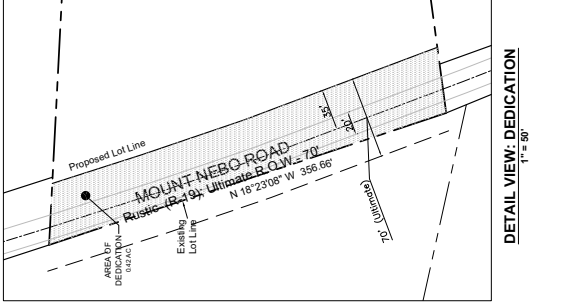 Proposed Lot Line
MOUNT NEBO ROAD
Rustic (R-19); Ultimate R.O.W. = 70'
N 18°23'08" W 356.66'
35'
20'
70' (Ultimate)
AREA OF
DEDICATION
0.42 AC
Existing
Lot Line
DETAIL VIEW: DEDICATION
1" = 50'